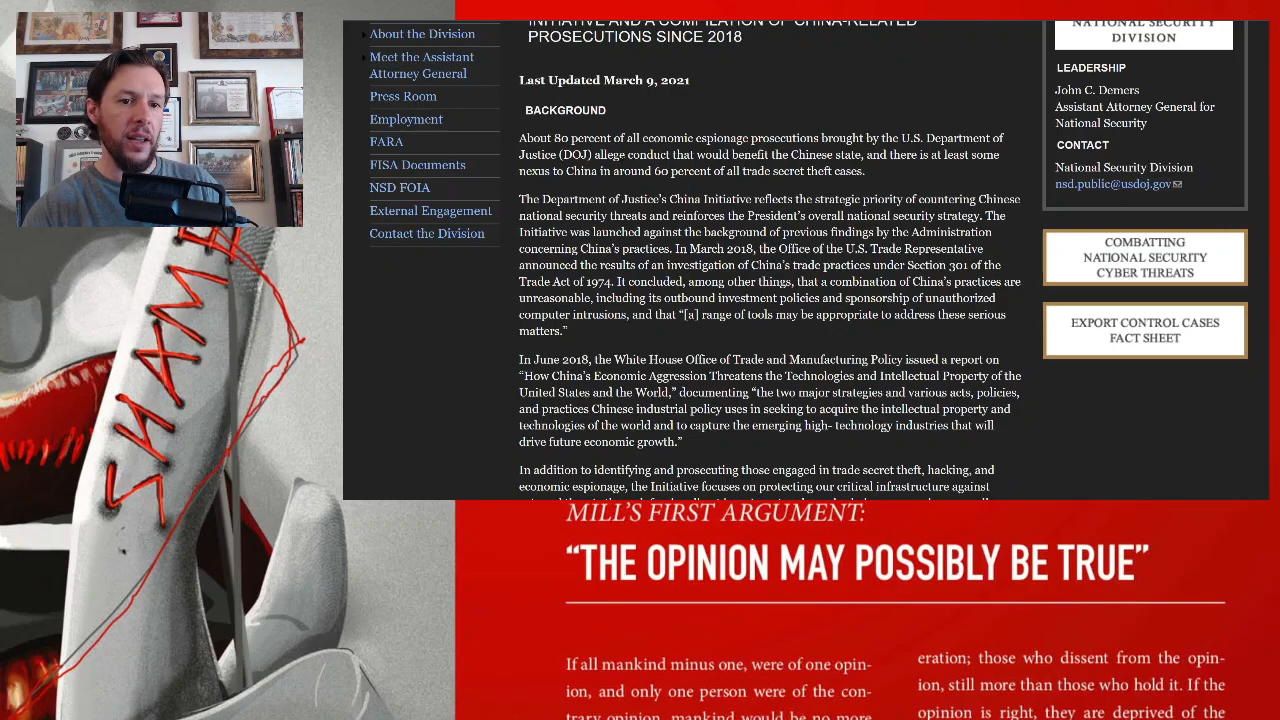 About the Division
Meet the Assistant
Attorney General
Press Room
Employment
FARA
FISA Documents
NSD FOIA
External Engagement
Contact the Division
INITIATIVE AND A COMPILATION OF CHINA-RELATED
PROSECUTIONS SINCE 2018
Last Updated March 9, 2021
BACKGROUND
About 80 percent of all economic espionage prosecutions brought by the U.S. Department of
Justice (DOJ) allege conduct that would benefit the Chinese state, and there is at least some
nexus to China in around 60 percent of all trade secret theft cases.
The Department of Justice’s China Initiative reflects the strategic priority of countering Chinese
national security threats and reinforces the President’s overall national security strategy. The
Initiative was launched against the background of previous findings by the Administration
concerning China’s practices. In March 2018, the Office of the U.S. Trade Representative
announced the results of an investigation of China’s trade practices under Section 301 of the
Trade Act of 1974. It concluded, among other things, that a combination of China’s practices are
unreasonable, including its outbound investment policies and sponsorship of unauthorized
computer intrusions, and that “[a] range of tools may be appropriate to address these serious
matters.”
In June 2018, the White House Office of Trade and Manufacturing Policy issued a report on
“How China’s Economic Aggression Threatens the Technologies and Intellectual Property of the
United States and the World,” documenting “the two major strategies and various acts, policies,
and practices Chinese industrial policy uses in seeking to acquire the intellectual property and
technologies of the world and to capture the emerging high- technology industries that will
drive future economic growth.”
In addition to identifying and prosecuting those engaged in trade secret theft, hacking, and
economic espionage, the Initiative focuses on protecting our critical infrastructure against
NATIONAL SECURITY
DIVISION
LEADERSHIP
John C. Demers
Assistant Attorney General for
National Security
CONTACT
National Security Division
nsd.public@usdoj.gov
COMBATTING
NATIONAL SECURITY
CYBER THREATS
EXPORT CONTROL CASES
FACT SHEET
SHAME
MILL’S FIRST ARGUMENT:
“THE OPINION MAY POSSIBLY BE TRUE”
If all mankind minus one, were of one opin-
ion, and only one person were of the con-
trary opinion, mankind would be no more
eration; those who dissent from the opin-
ion, still more than those who hold it. If the
opinion is right, they are deprived of the